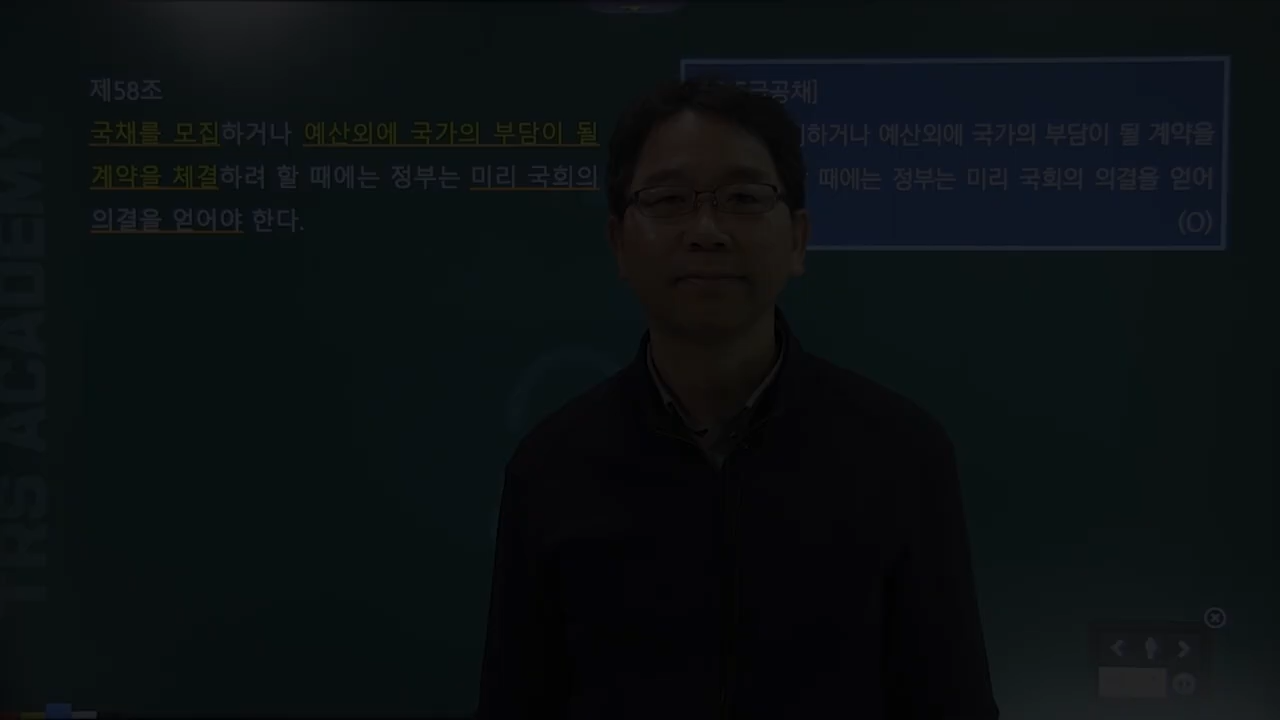 제58조
국채를 모집하거나 예산외에 국가의 부담이 될
계약을 체결하려 할 때에는 정부는 미리 국회의
의결을 얻어야 한다.
급공채]
하거나 예산외에 국가의 부담이 될 계약을
때에는 정부는 미리 국회의 의결을 얻어
(O)
TRS ACADEMY